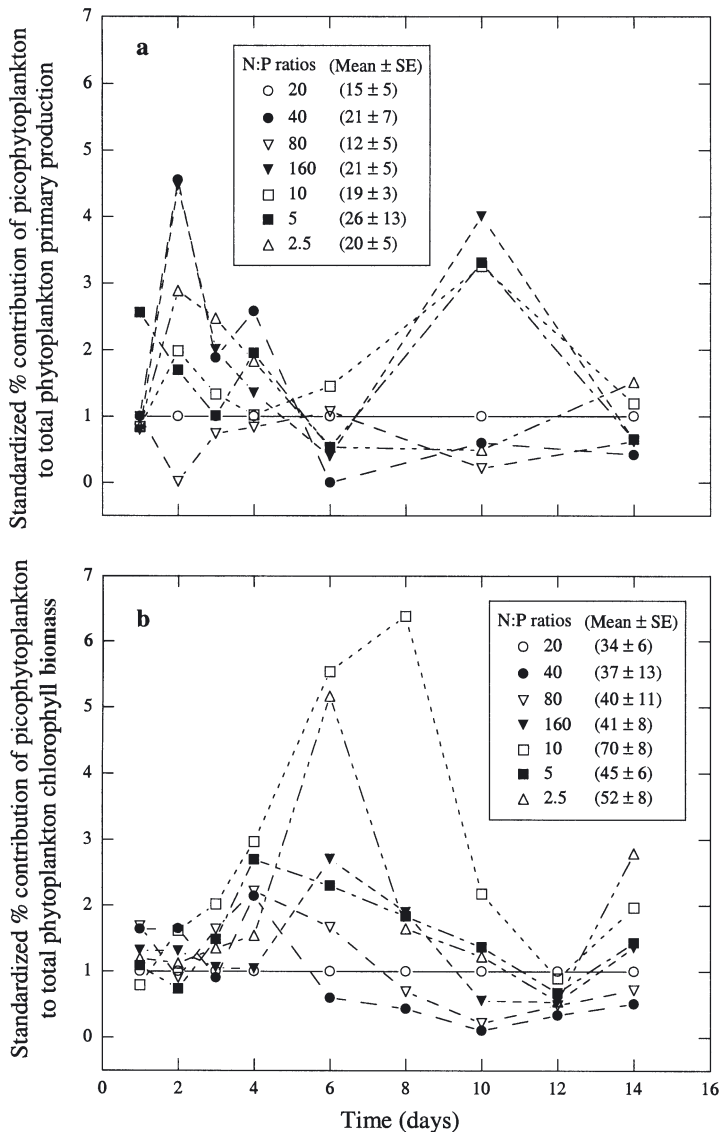 Standardized % contribution of picophytoplankton
to total phytoplankton primary production
7
6
5
4
3
2
1
0
a
N:P ratios (Mean ± SE)
20 (15 ± 5)
40 (21 ± 7)
80 (12 ± 5)
160 (21 ± 5)
10 (19 ± 3)
5 (26 ± 13)
2.5 (20 ± 5)
Standardized % contribution of picophytoplankton
to total phytoplankton chlorophyll biomass
7
6
5
4
3
2
1
0
b
N:P ratios (Mean ± SE)
20 (34 ± 6)
40 (37 ± 13)
80 (40 ± 11)
160 (41 ± 8)
10 (70 ± 8)
5 (45 ± 6)
2.5 (52 ± 8)
0 2 4 6 8 10 12 14 16
Time (days)